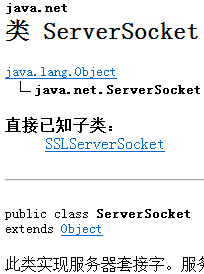 java.net
类 ServerSocket
java.lang.Object
java.net.ServerSocket
直接已知子类：
SSLServerSocket
public class ServerSocket
extends Object
此类实现服务器套接字。服务